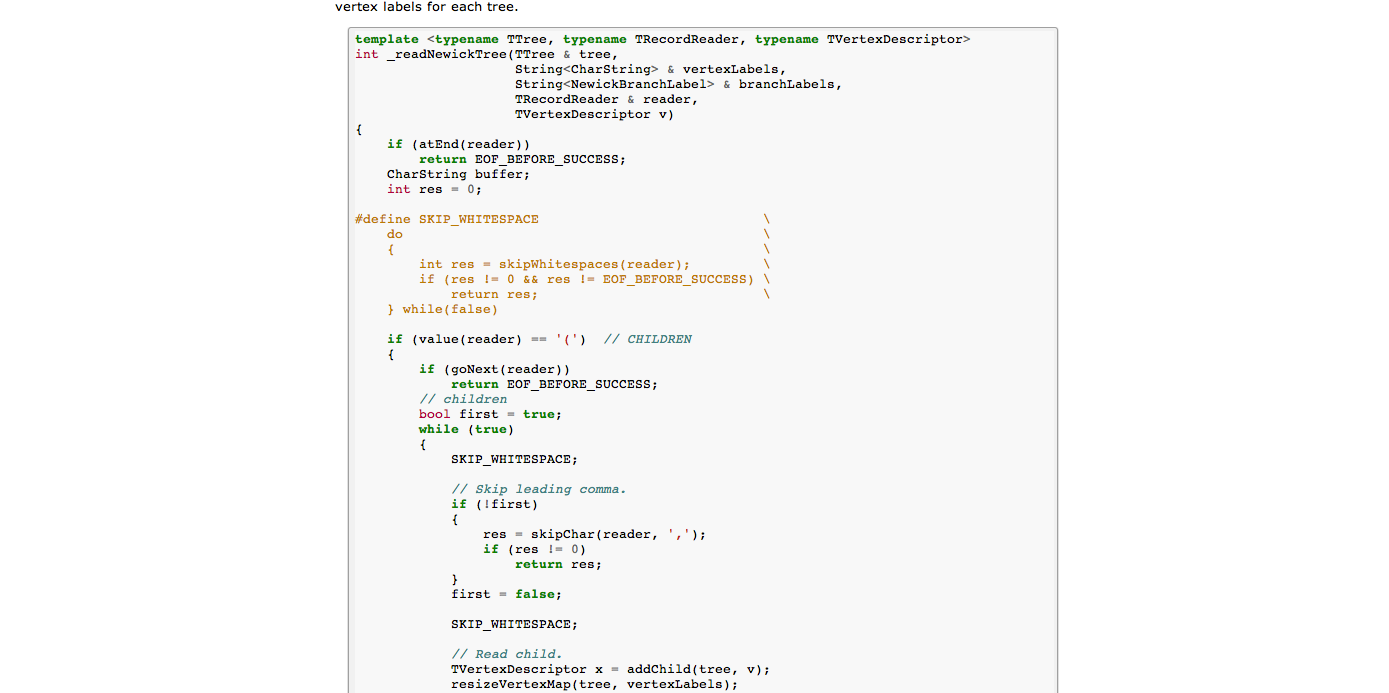 vertex labels for each tree.
template <typename TTree, typename TRecordReader, typename TVertexDescriptor>
int _readNewickTree(TTree & tree,
                    String<CharString> & vertexLabels,
                    String<NewickBranchLabel> & branchLabels,
                    TRecordReader & reader,
                    TVertexDescriptor v)
{
    if (atEnd(reader))
        return EOF_BEFORE_SUCCESS;
    CharString buffer;
    int res = 0;

#define SKIP_WHITESPACE                            \
    do                                             \
    {                                              \
        int res = skipWhitespaces(reader);         \
        if (res != 0 && res != EOF_BEFORE_SUCCESS) \
            return res;                            \
    } while(false)

    if (value(reader) == '(')  // CHILDREN
    {
        if (goNext(reader))
            return EOF_BEFORE_SUCCESS;
        // children
        bool first = true;
        while (true)
        {
            SKIP_WHITESPACE;

            // Skip leading comma.
            if (!first)
            {
                res = skipChar(reader, ',');
                if (res != 0)
                    return res;
            }
            first = false;

            SKIP_WHITESPACE;

            // Read child.
            TVertexDescriptor x = addChild(tree, v);
            resizeVertexMap(tree, vertexLabels);